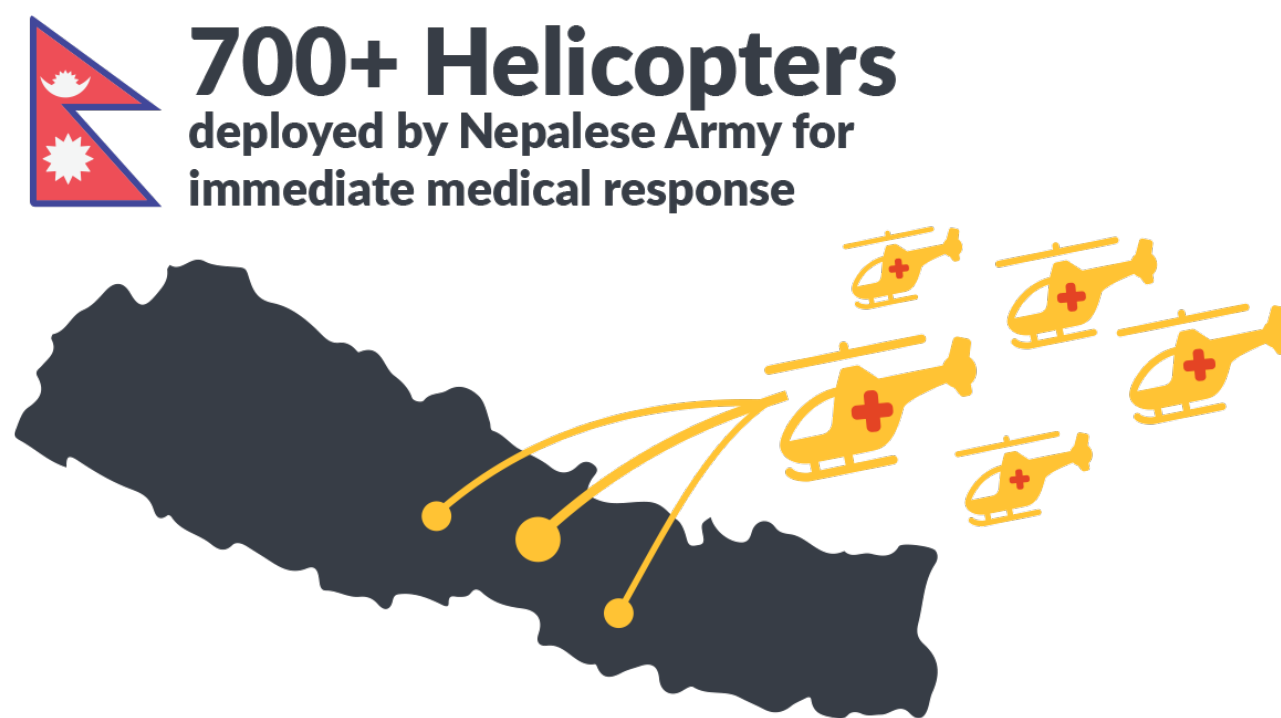 700+ Helicopters
deployed by Nepalese Army for
immediate medical response